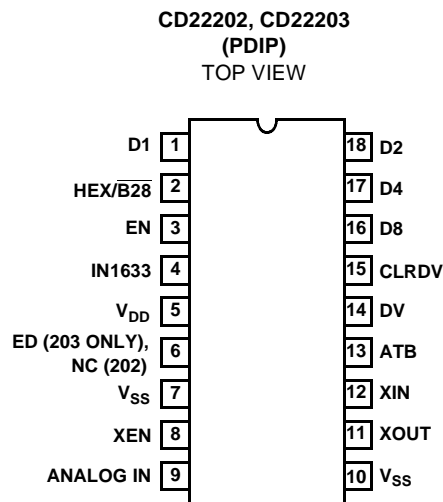 CD22202, CD22203
(PDIP)
TOP VIEW
D1 1 18 D2
HEX/B28 2 17 D4
EN 3 16 D8
IN1633 4 15 CLRDV
VDD 5 14 DV
ED (203 ONLY),
NC (202) 6 13 ATB
VSS 7 12 XIN
XEN 8 11 XOUT
ANALOG IN 9 10 VSS